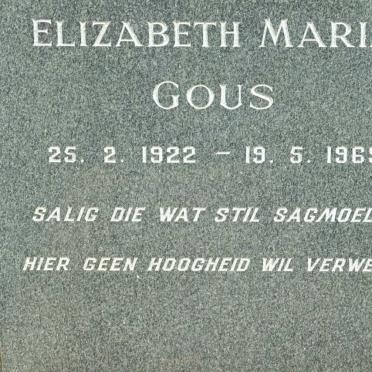 ELIZABETH MARI
GOUS
25. 2. 1922 – 19. 5. 196
SALIG DIE WAT STIL SAGMOED
HIER GEEN HOOGHEID WIL VERWE